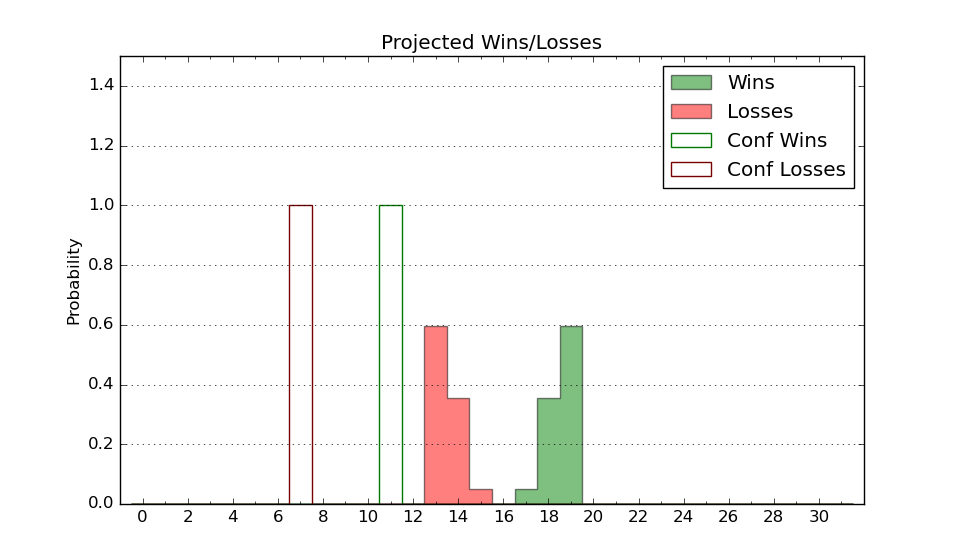 Projected Wins/Losses
Wins
Losses
Conf Wins
Conf Losses
Probability
1.4
1.2
1.0
0.8
0.6
0.4
0.2
0.0
0 2 4 6 8 10 12 14 16 18 20 22 24 26 28 30